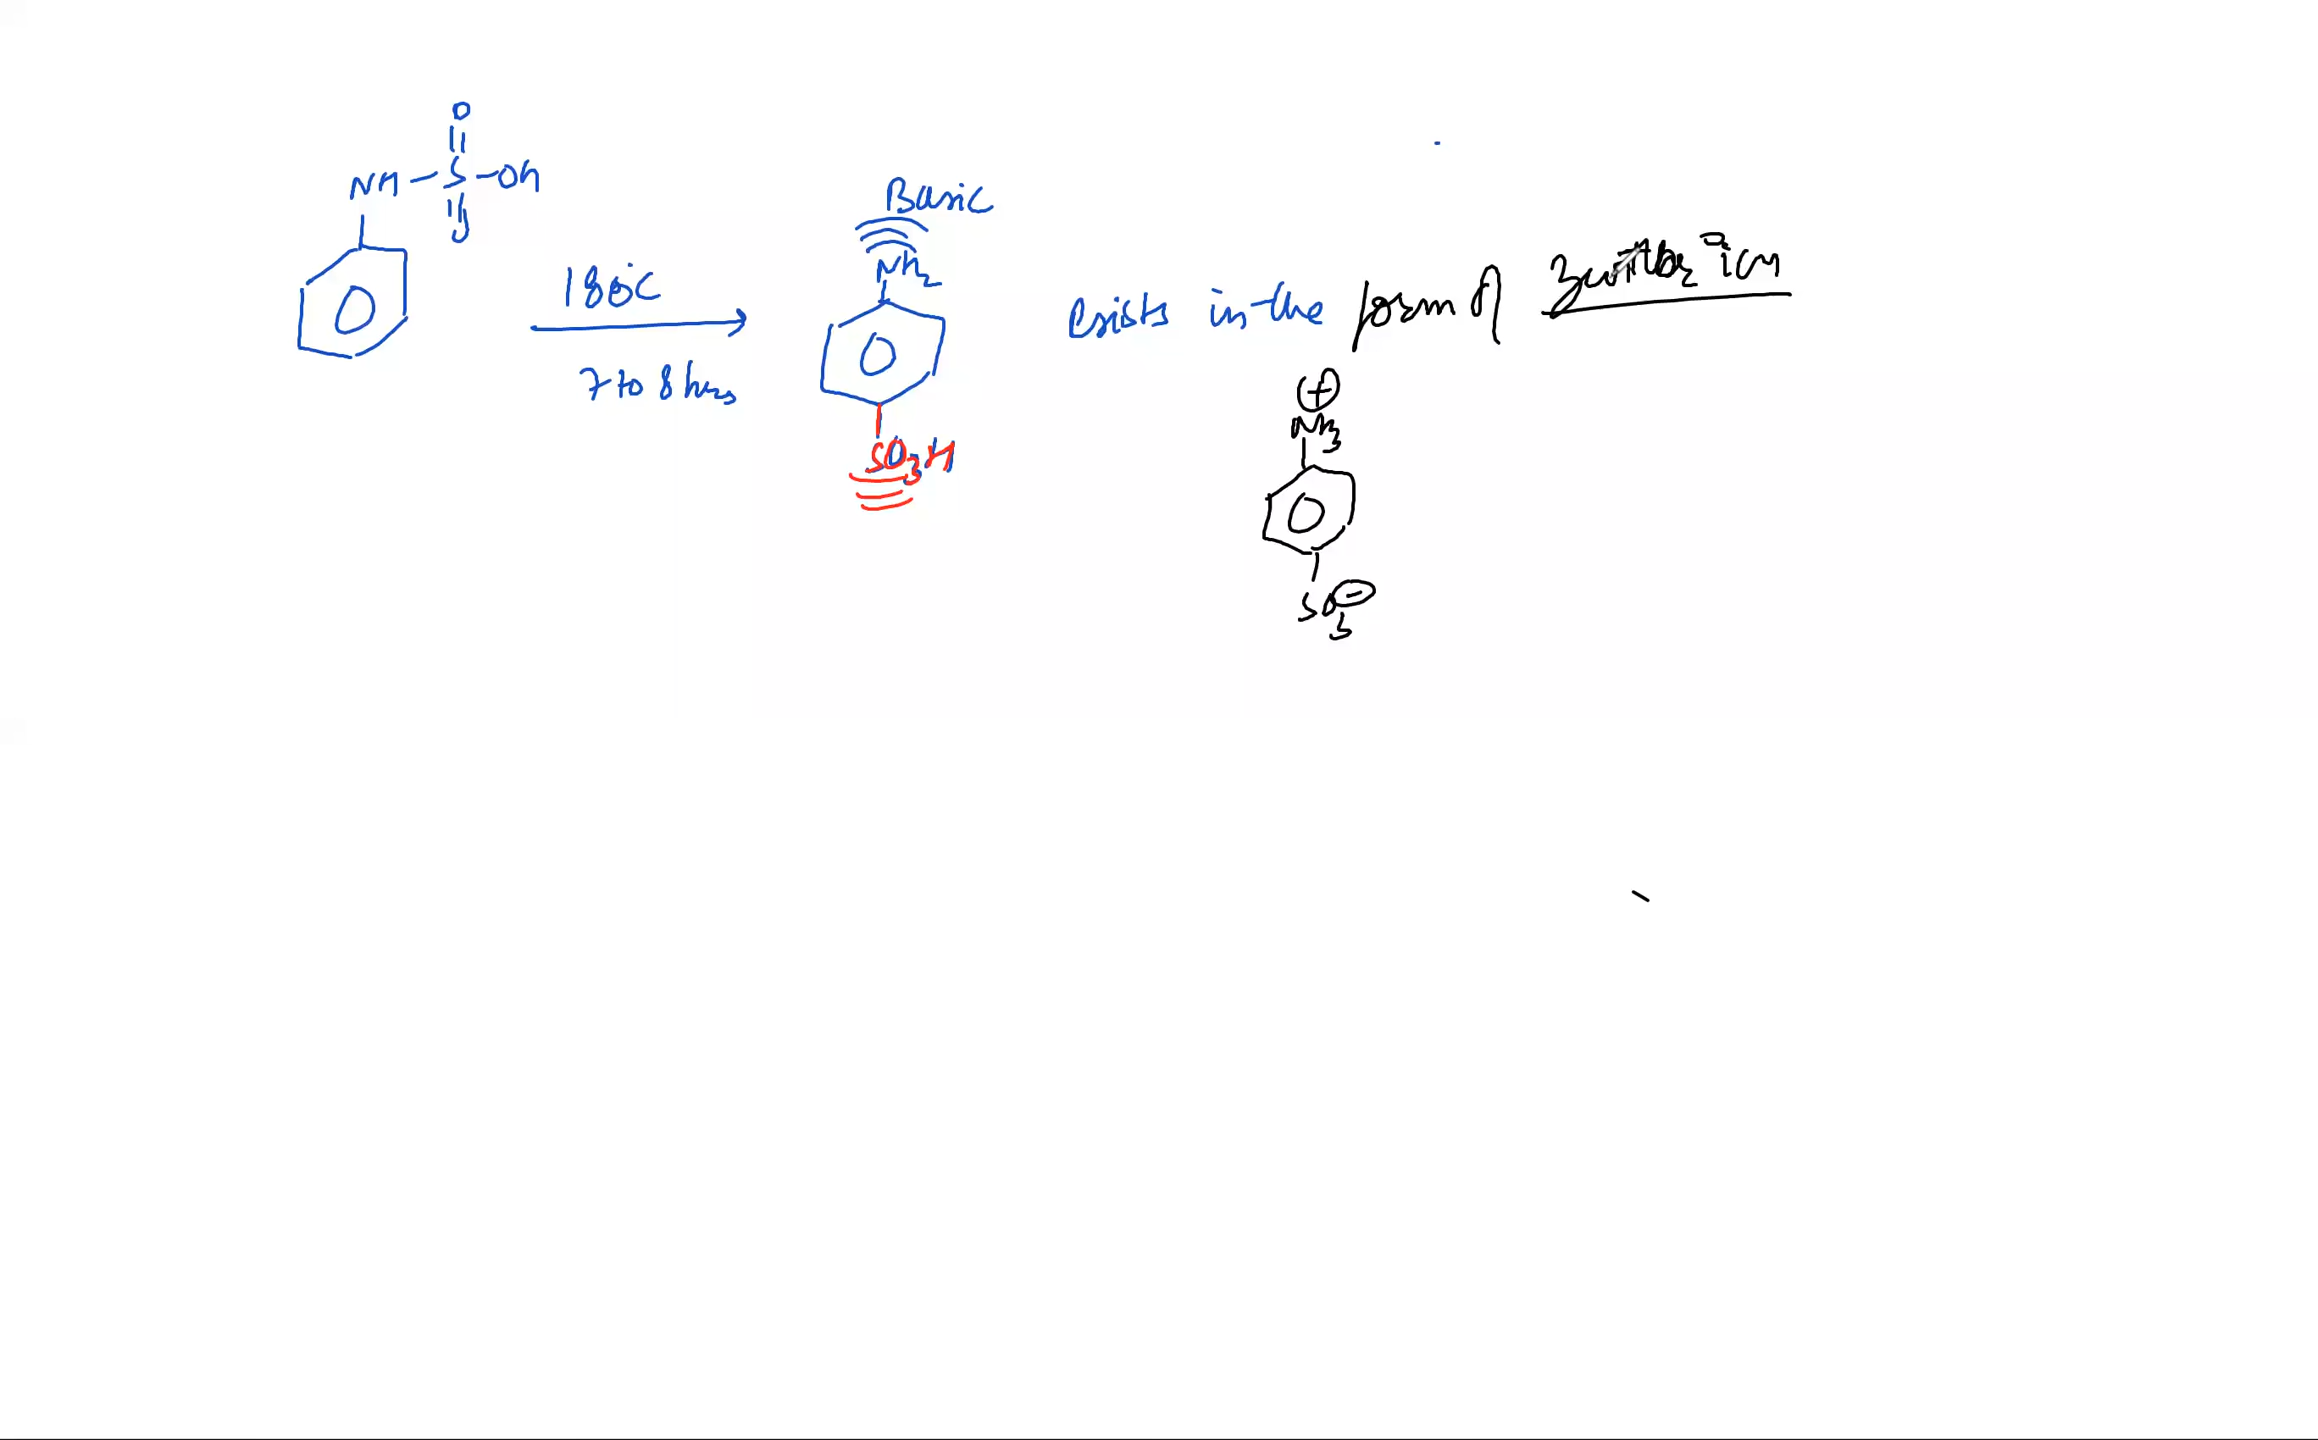 O
||
NH-S-OH
||
O
180°C
7 to 8 hrs
Basic
NH2
SO3H
exists in the form of Zwitter ion
⊕
NH3
SO3⊖